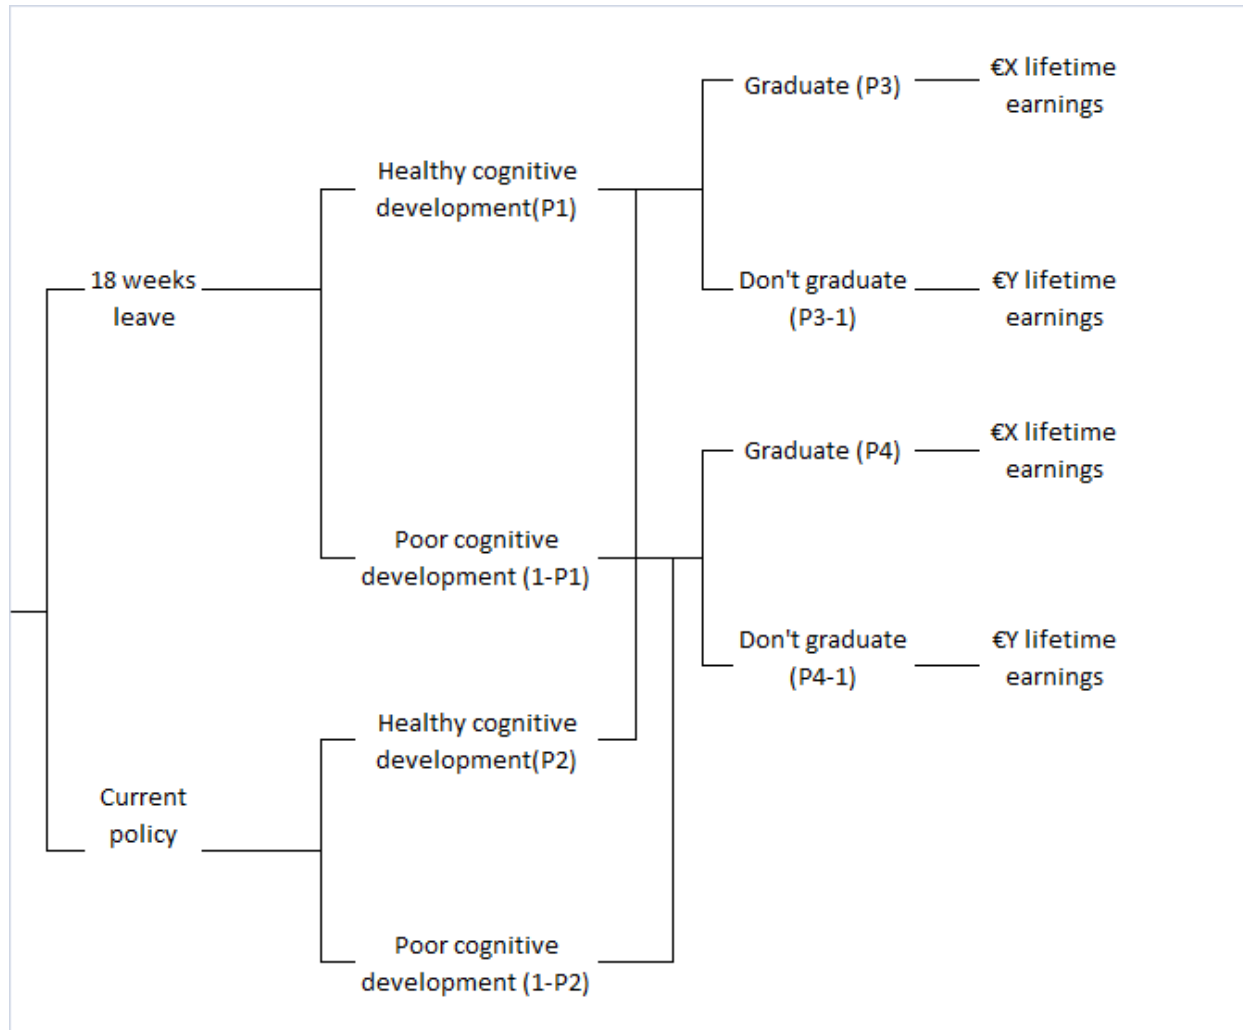 Graduate (P3)
€X lifetime
earnings
Healthy cognitive
development(P1)
18 weeks
leave
Don't graduate
(P3-1)
€Y lifetime
earnings
Graduate (P4)
€X lifetime
earnings
Poor cognitive
development (1-P1)
Don't graduate
(P4-1)
€Y lifetime
earnings
Healthy cognitive
development(P2)
Current
policy
Poor cognitive
development (1-P2)